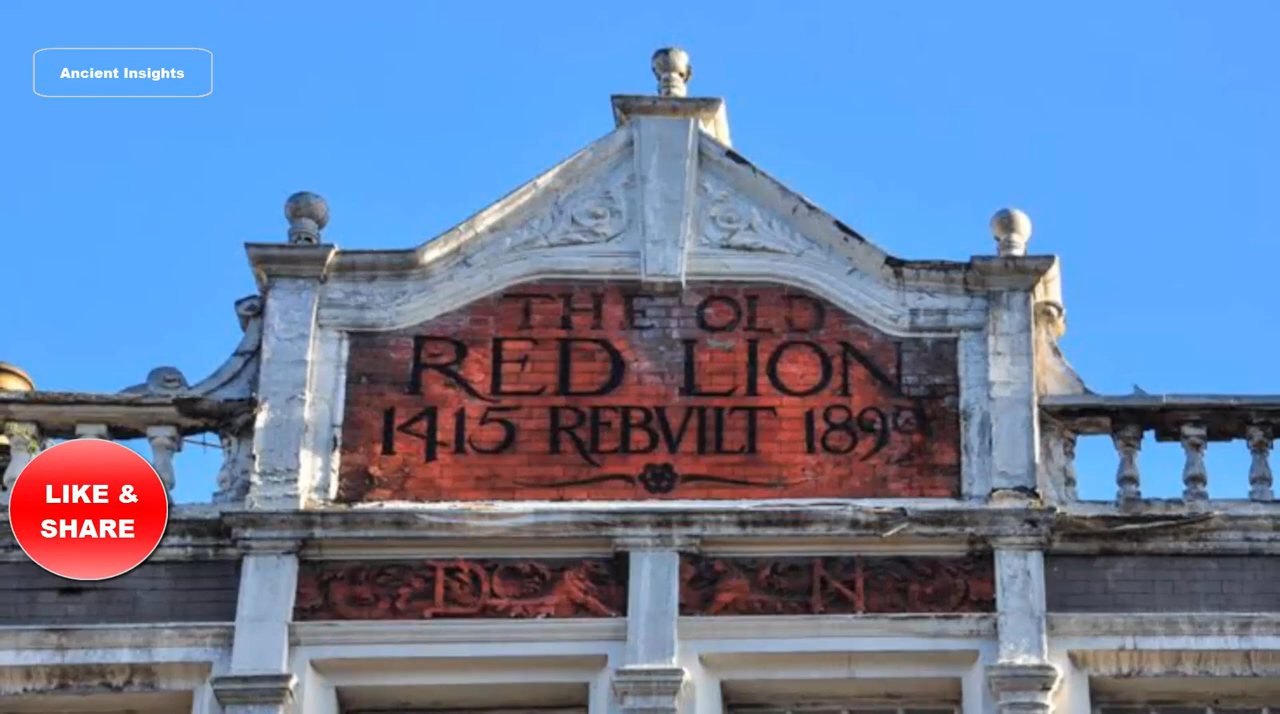 Ancient Insights
THE OLD
RED LION
1415 REBVILT 1899
LIKE &
SHARE
D N